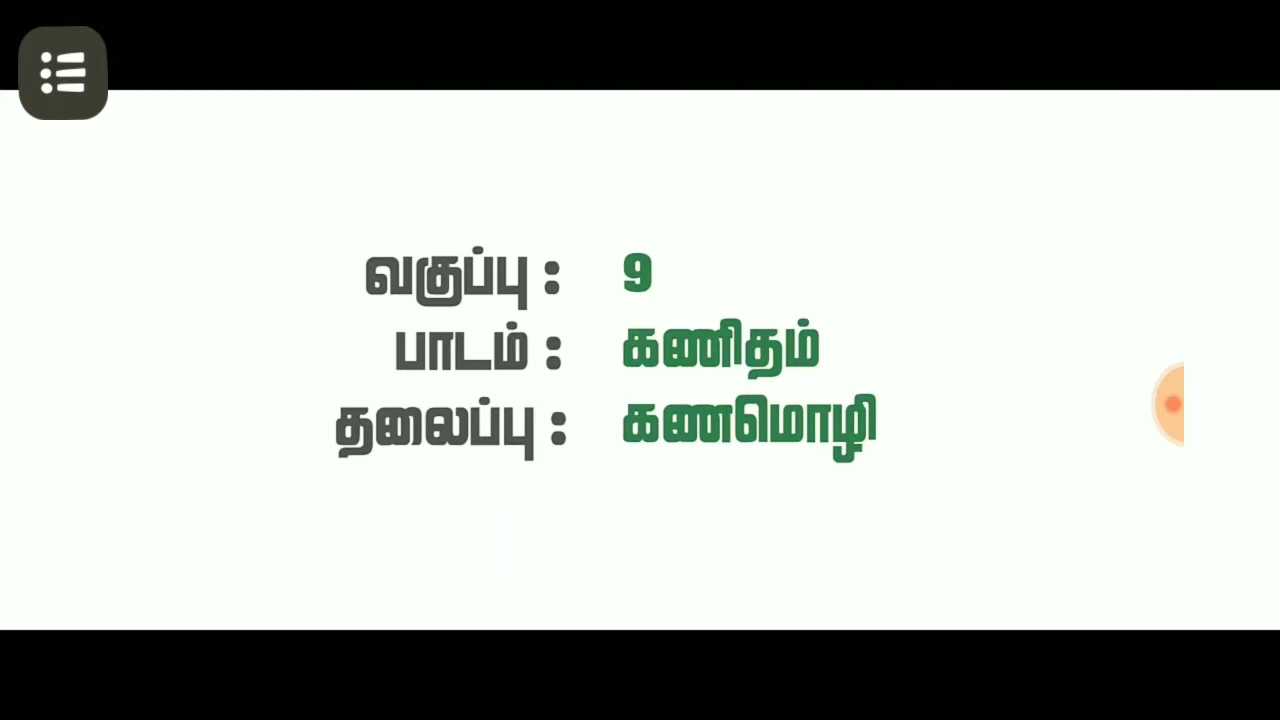 வகுப்பு : 9
பாடம் : கணிதம்
தலைப்பு : கணமொழி